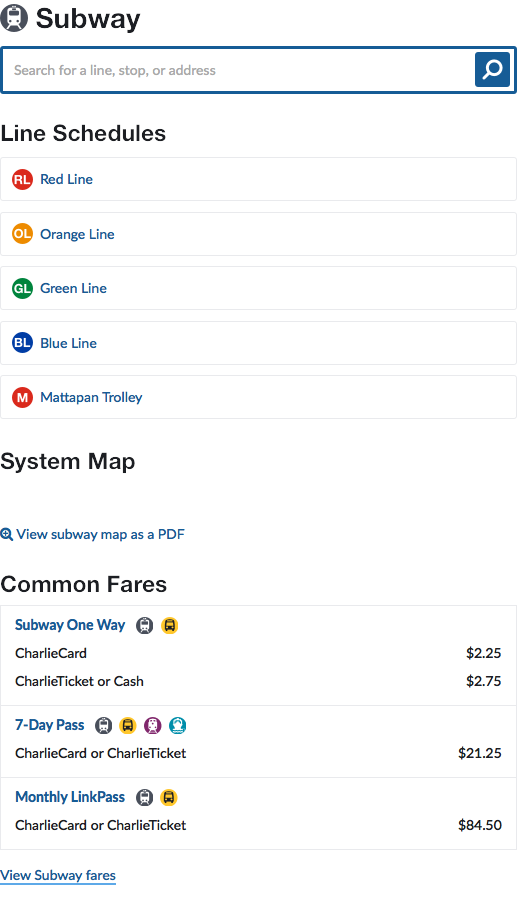 Subway
Search for a line, stop, or address
Line Schedules
RL Red Line
OL Orange Line
GL Green Line
BL Blue Line
M Mattapan Trolley
System Map
View subway map as a PDF
Common Fares
Subway One Way
CharlieCard $2.25
CharlieTicket or Cash $2.75
7-Day Pass
CharlieCard or CharlieTicket $21.25
Monthly LinkPass
CharlieCard or CharlieTicket $84.50
View Subway fares